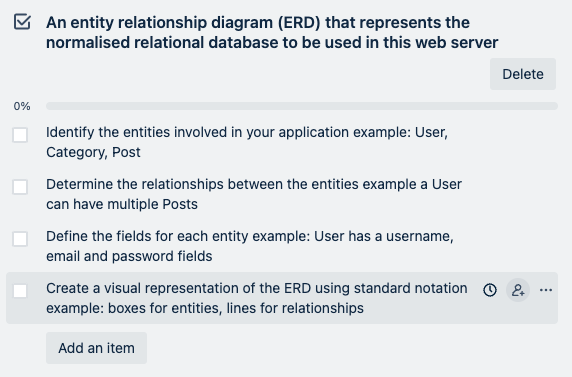 An entity relationship diagram (ERD) that represents the
normalised relational database to be used in this web server
Delete
0%
Identify the entities involved in your application example: User,
Category, Post
Determine the relationships between the entities example a User
can have multiple Posts
Define the fields for each entity example: User has a username,
email and password fields
Create a visual representation of the ERD using standard notation
example: boxes for entities, lines for relationships
Add an item